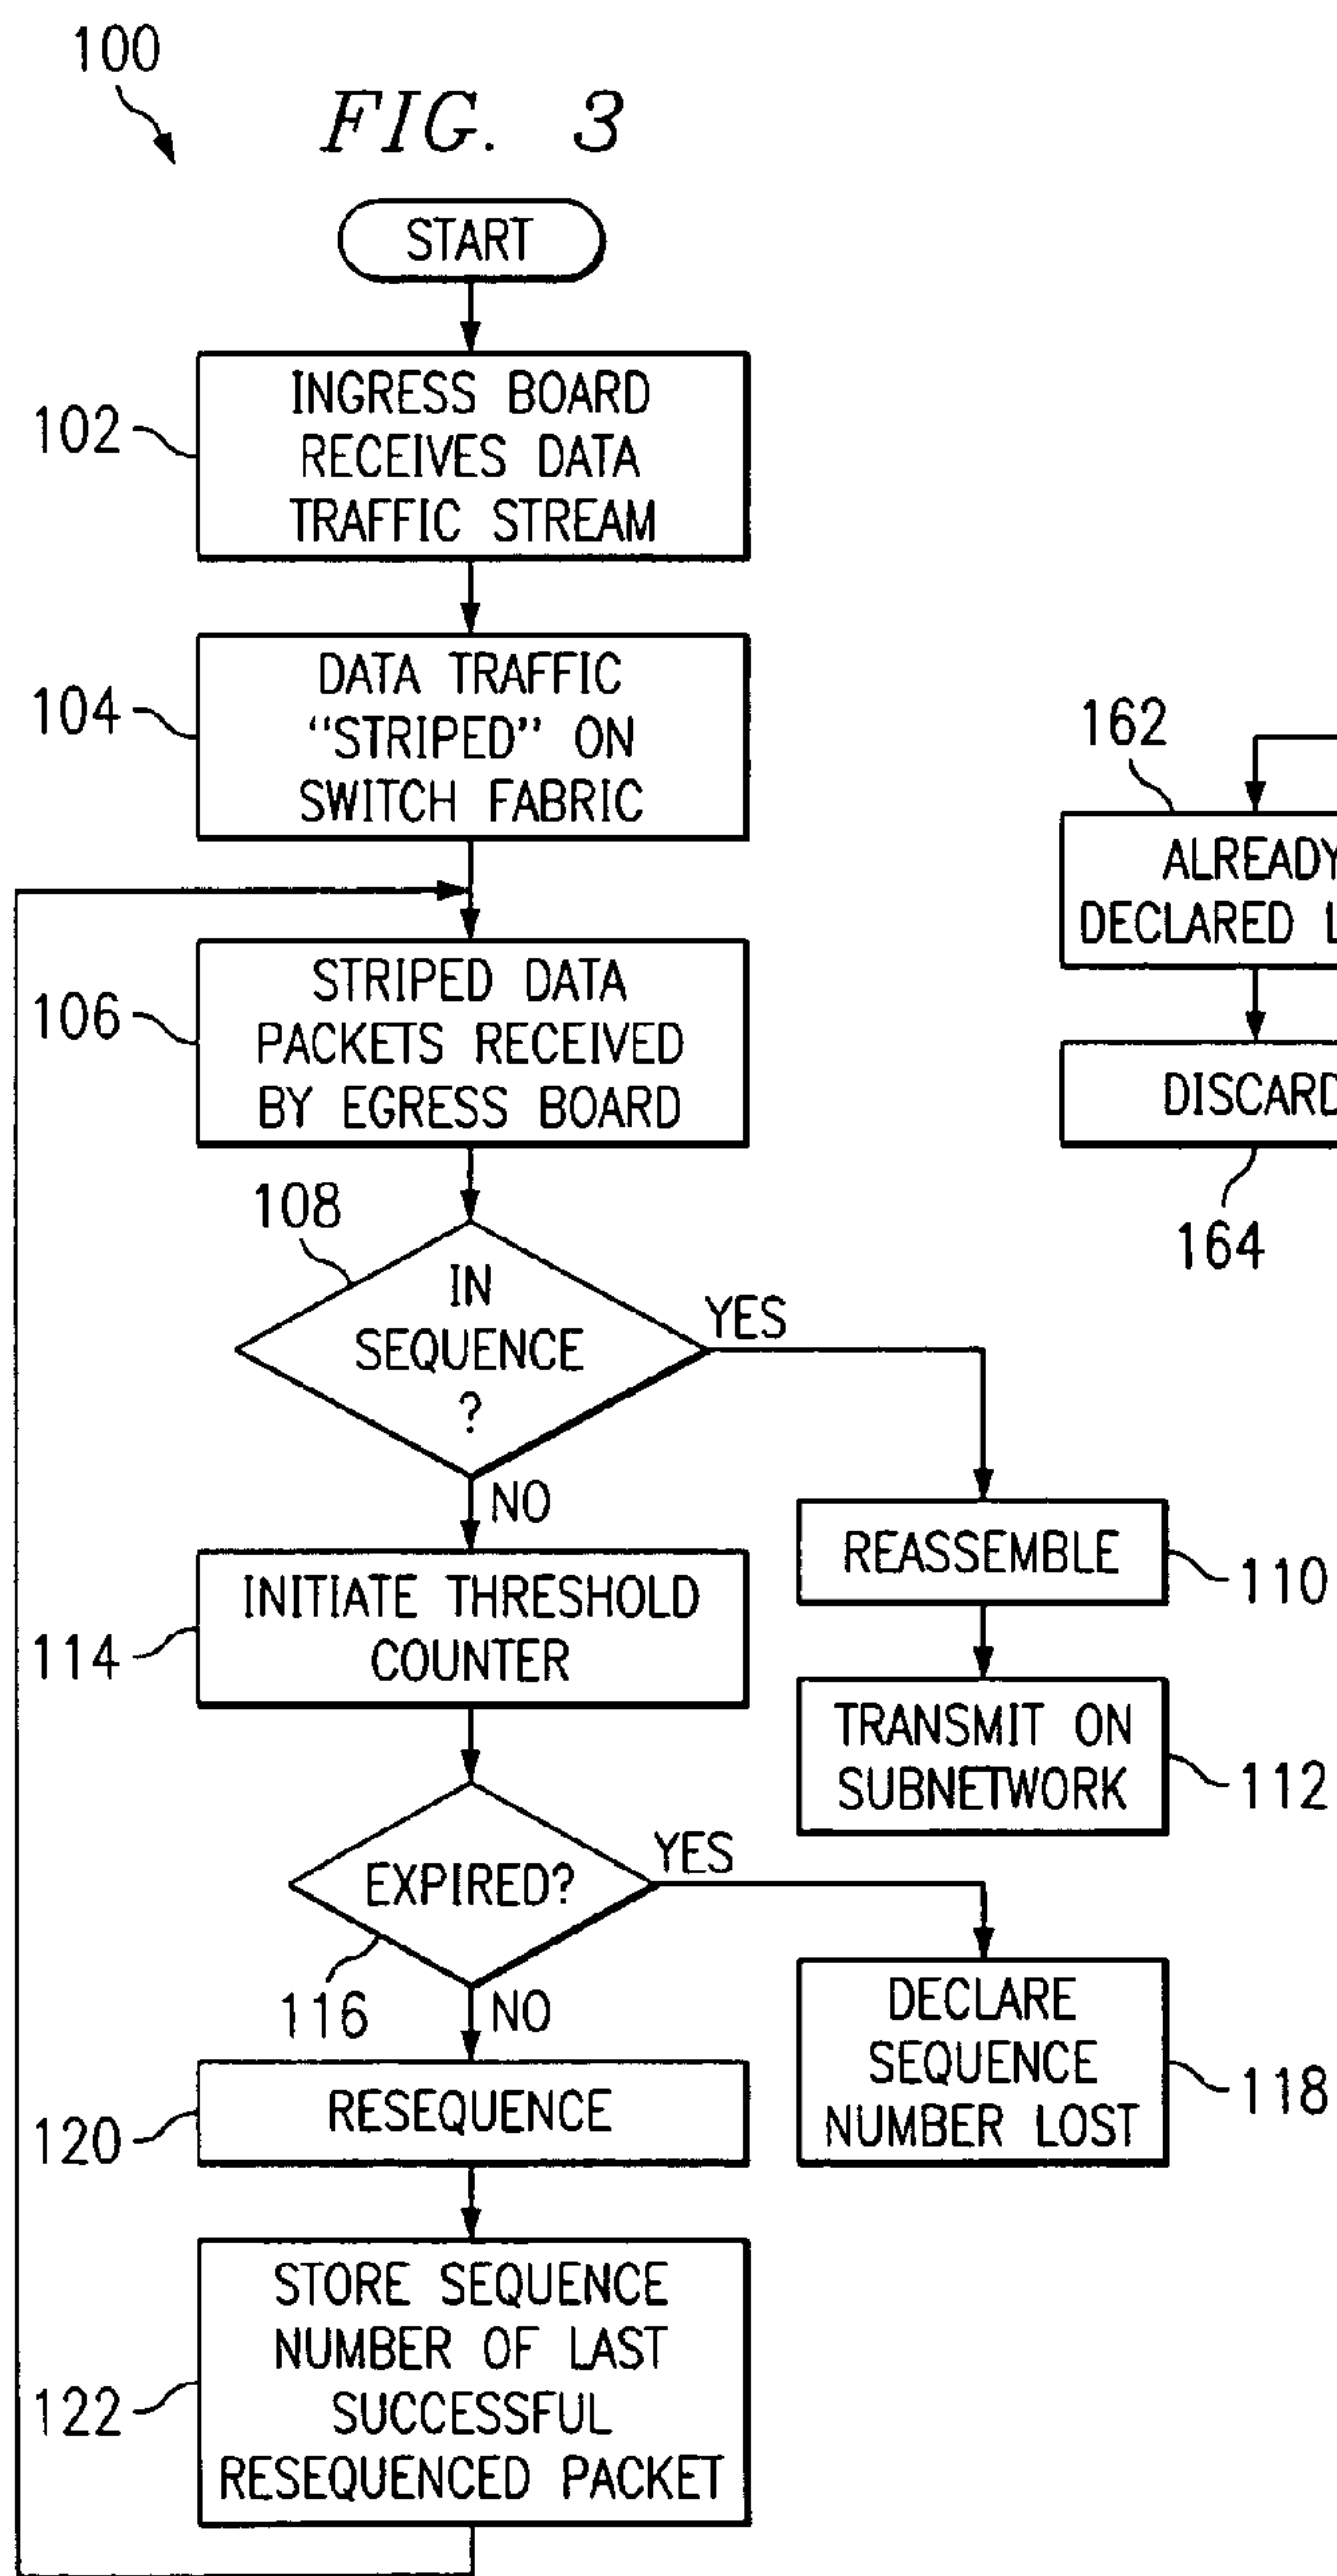 100
FIG. 3
START
102
INGRESS BOARD
RECEIVES DATA
TRAFFIC STREAM
104
DATA TRAFFIC
“STRIPED” ON
SWITCH FABRIC
106
STRIPED DATA
PACKETS RECEIVED
BY EGRESS BOARD
108
IN
SEQUENCE
?
YES
NO
REASSEMBLE
110
TRANSMIT ON
SUBNETWORK
112
114
INITIATE THRESHOLD
COUNTER
EXPIRED?
116
YES
NO
DECLARE
SEQUENCE
NUMBER LOST
118
120
RESEQUENCE
122
STORE SEQUENCE
NUMBER OF LAST
SUCCESSFUL
RESEQUENCED PACKET
162
ALREADY
DECLARED
DISCARD
164